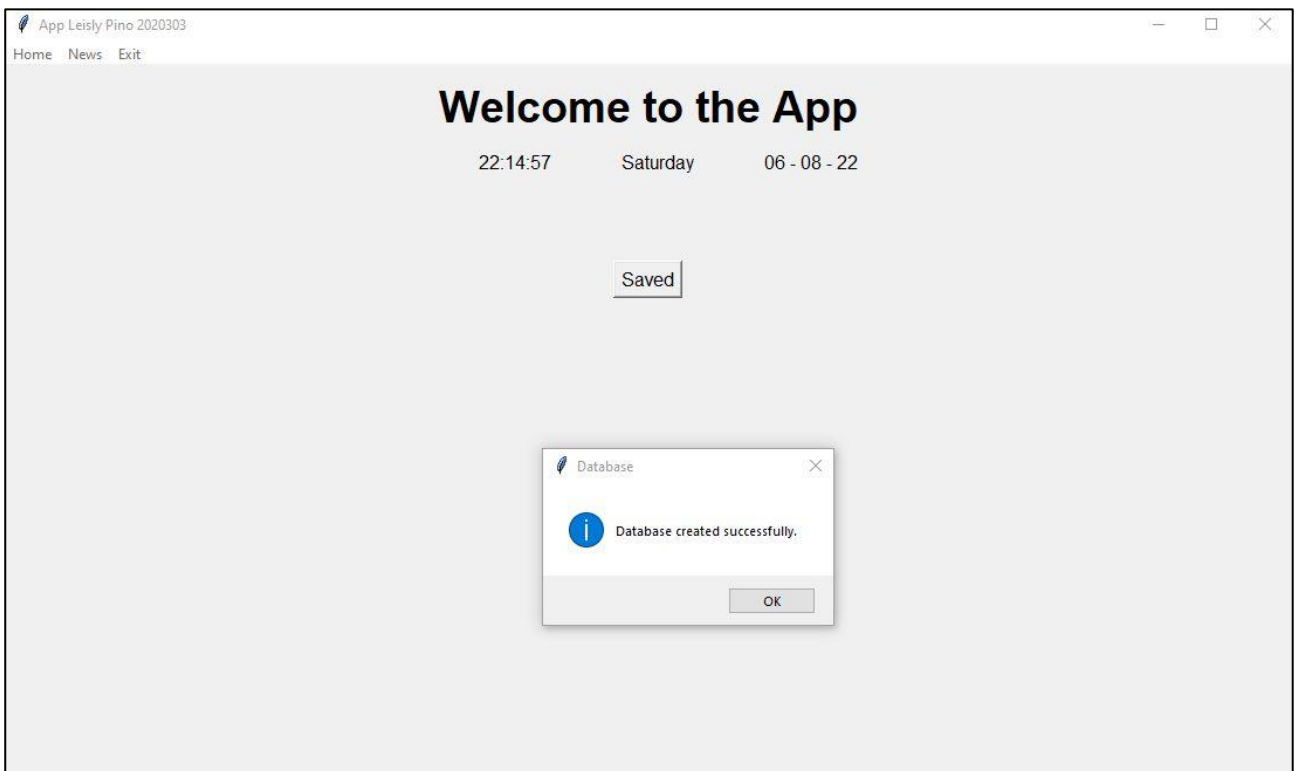 App Leisly Pino 2020303
Home News Exit
Welcome to the App
22:14:57 Saturday 06 - 08 - 22
Saved
Database
Database created successfully.
OK